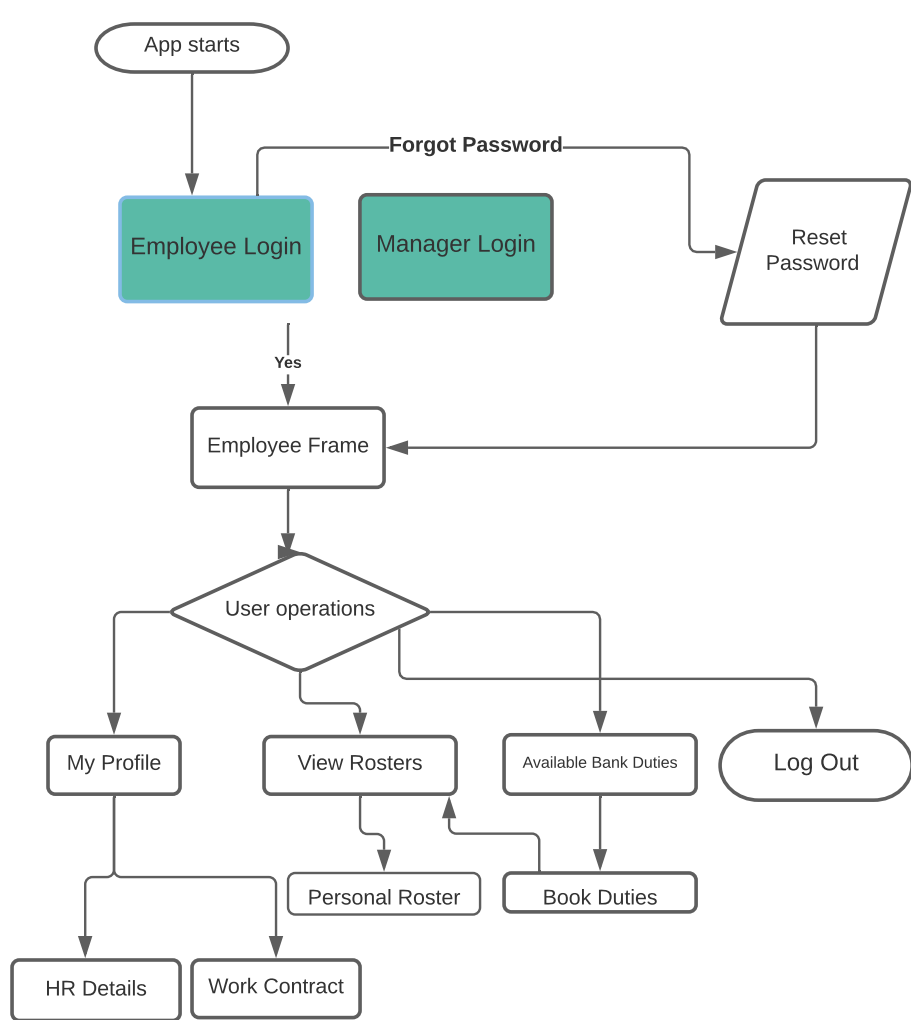 App starts
Forgot Password
Employee Login
Manager Login
Reset
Password
Yes
Employee Frame
User operations
My Profile
View Rosters
Available Bank Duties
Log Out
Personal Roster
Book Duties
HR Details
Work Contract